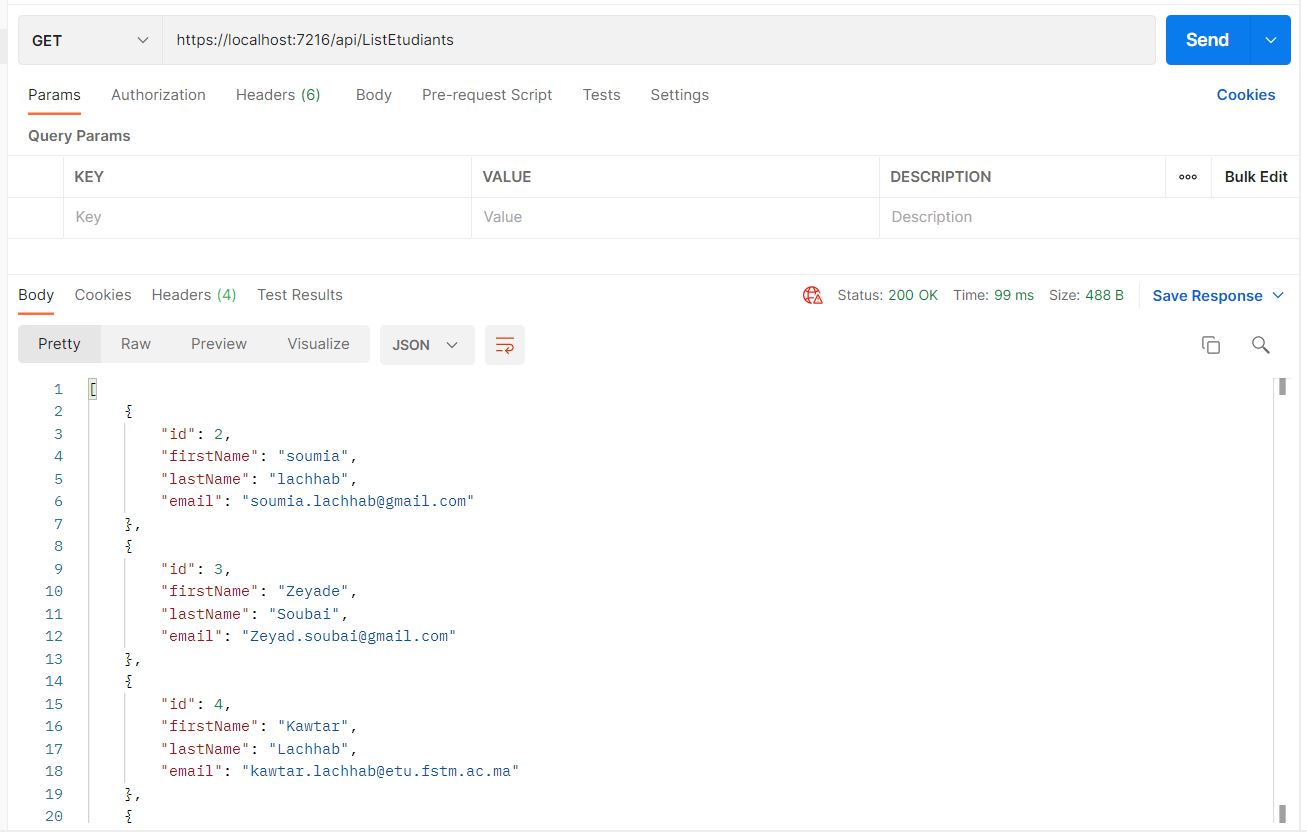 GET https://localhost:7216/api/ListEtudiants Send
Params Authorization Headers (6) Body Pre-request Script Tests Settings Cookies
Query Params
KEY VALUE DESCRIPTION ooo Bulk Edit
Key Value Description
Body Cookies Headers (4) Test Results Status: 200 OK Time: 99 ms Size: 488 B Save Response
Pretty Raw Preview Visualize JSON
1 [
2 {
3 "id": 2,
4 "firstName": "soumia",
5 "lastName": "lachhab",
6 "email": "soumia.lachhab@gmail.com"
7 },
8 {
9 "id": 3,
10 "firstName": "Zeyade",
11 "lastName": "Soubai",
12 "email": "Zeyad.soubai@gmail.com"
13 },
14 {
15 "id": 4,
16 "firstName": "Kawtar",
17 "lastName": "Lachhab",
18 "email": "kawtar.lachhab@etu.fstm.ac.ma"
19 },
20 {